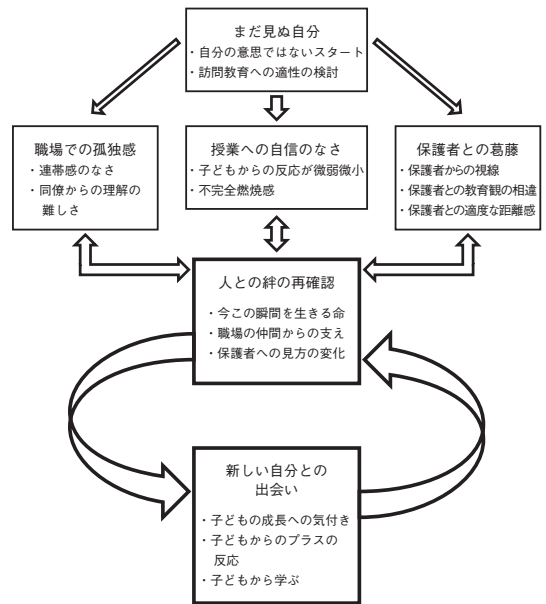 まだ見ぬ自分
・自分の意思ではないスタート
・訪問教育への適性の検討
職場での孤独感
・連帯感のなさ
・同僚からの理解の
難しさ
授業への自信のなさ
・子どもからの反応が微弱微小
・不完全燃焼感
保護者との葛藤
・保護者からの視線
・保護者との教育観の相違
・保護者との適度な距離感
人との絆の再確認
・今この瞬間を生きる命
・職場の仲間からの支え
・保護者への見方の変化
新しい自分との
出会い
・子どもの成長への気付き
・子どもからのプラスの
反応
・子どもから学ぶ